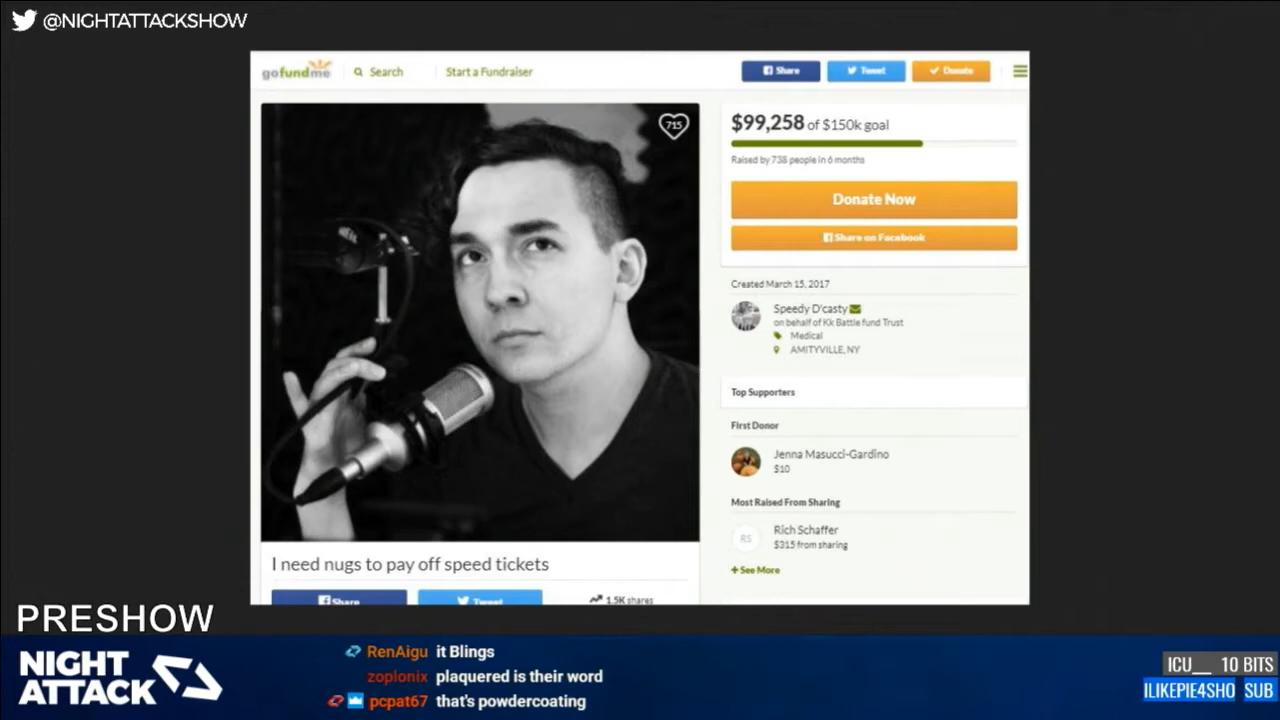 @NIGHTATTACKSHOW
gofundme
Search
Start a Fundraiser
Share
Tweet
Donate
715
$99,258 of $150k goal
Raised by 738 people in 6 months
Donate Now
Share on Facebook
Created March 15, 2017
Speedy D'casty
on behalf of Kk Battle fund Trust
Medical
AMITYVILLE, NY
Top Supporters
First Donor
Jenna Masucci-Gardino
$10
Most Raised From Sharing
RS
Rich Schaffer
$315 from sharing
+ See More
I need nugs to pay off speed tickets
Share
Tweet
1.5K shares
PRESHOW
NIGHT
ATTACK
RenAigu it Blings
zoplonix plaquered is their word
pcpat67 that's powdercoating
ICU__ 10 BITS
ILIKEPIE4SHO SUB